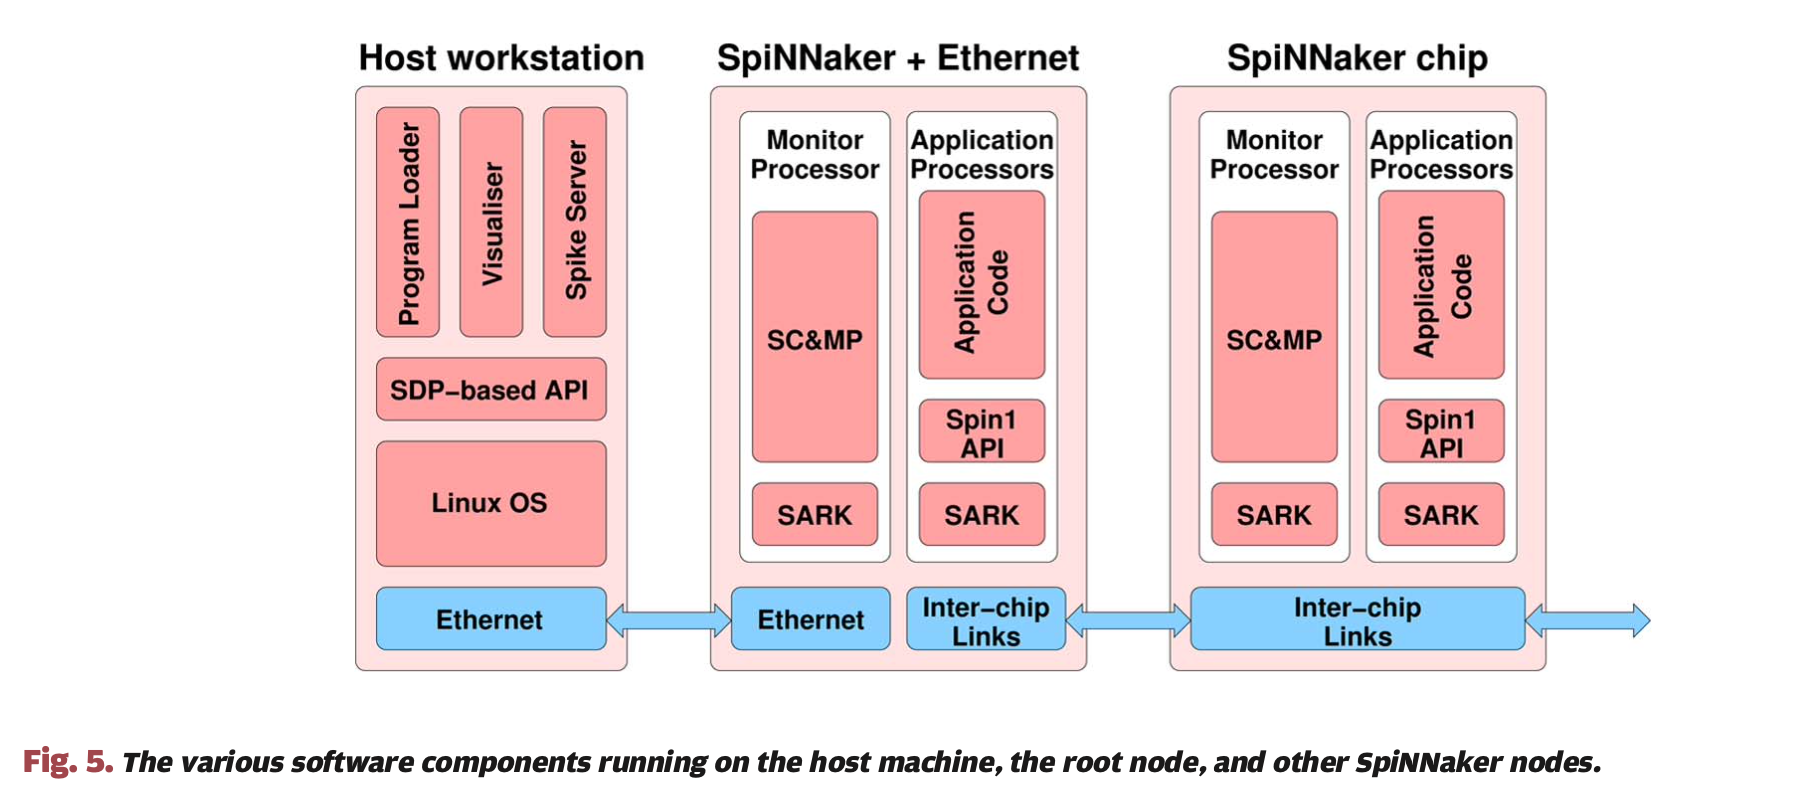 Host workstation
Program Loader
Visualiser
Spike Server
SDP–based API
Linux OS
Ethernet
SpiNNaker + Ethernet
Monitor
Processor
SC&MP
SARK
Application
Processors
Application
Code
Spin1
API
SARK
Ethernet
Inter–chip
Links
SpiNNaker chip
Monitor
Processor
SC&MP
SARK
Application
Processors
Application
Code
Spin1
API
SARK
Inter–chip
Links
Fig. 5. The various software components running on the host machine, the root node, and other SpiNNaker nodes.